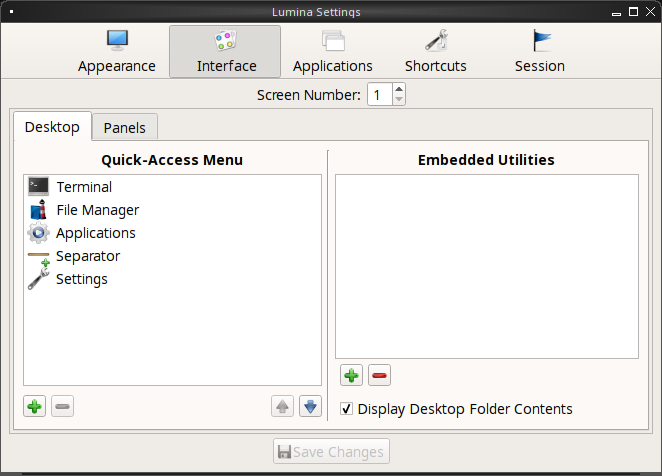 Lumina Settings
Appearance
Interface
Applications
Shortcuts
Session
Screen Number: 1
Desktop
Panels
Quick-Access Menu
Terminal
File Manager
Applications
Separator
Settings
Embedded Utilities
Display Desktop Folder Contents
Save Changes